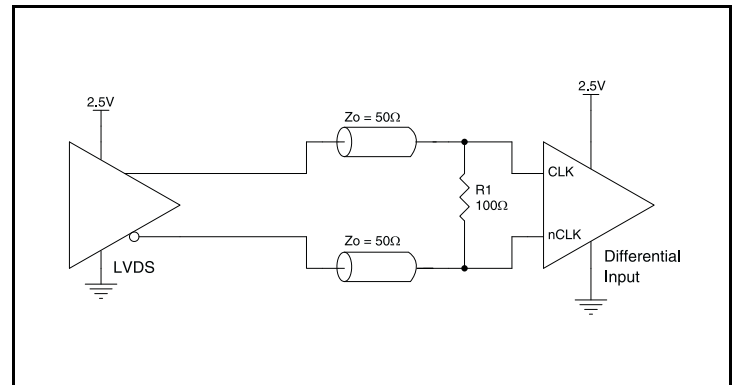 2.5V
2.5V
Zo = 50Ω
CLK
R1
100Ω
nCLK
Zo = 50Ω
LVDS
Differential
Input